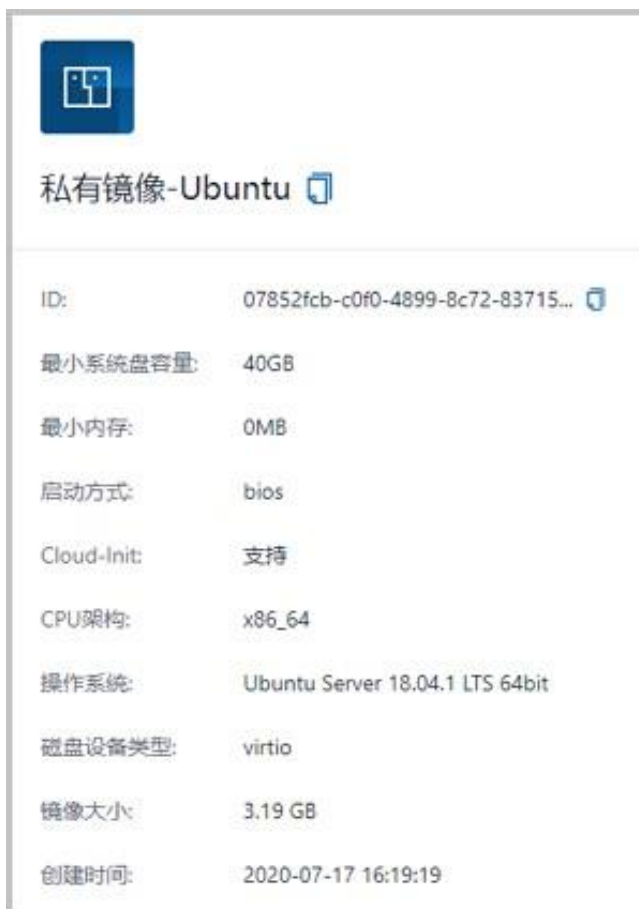 私有镜像-Ubuntu
ID: 07852fcb-c0f0-4899-8c72-83715...
最小系统盘容量: 40GB
最小内存: 0MB
启动方式: bios
Cloud-Init: 支持
CPU架构: x86_64
操作系统: Ubuntu Server 18.04.1 LTS 64bit
磁盘设备类型: virtio
镜像大小: 3.19 GB
创建时间: 2020-07-17 16:19:19